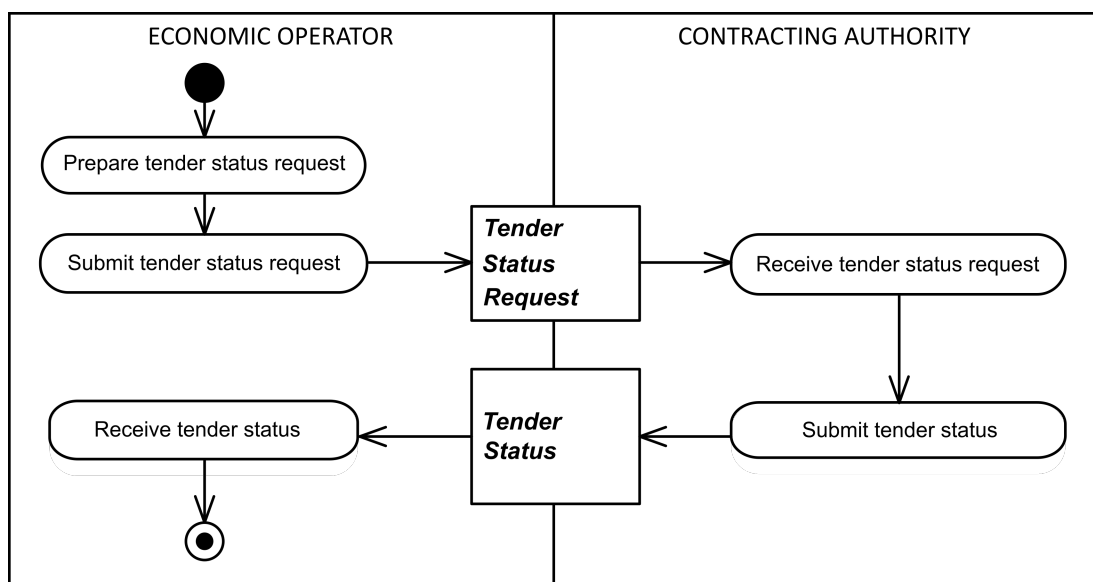 ECONOMIC OPERATOR
CONTRACTING AUTHORITY
Prepare tender status request
Submit tender status request
Tender
Status
Request
Receive tender status request
Receive tender status
Tender
Status
Submit tender status